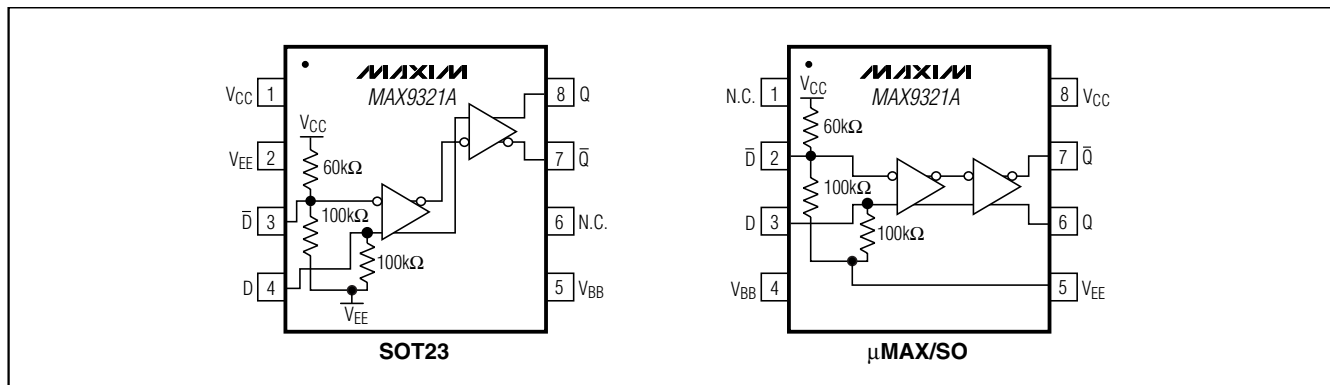 MAXIM
MAX9321A
VCC 1
VEE 2
D̅ 3
D 4
8 Q
7 Q̅
6 N.C.
5 VBB
VCC
60kΩ
100kΩ
100kΩ
VEE
SOT23
MAXIM
MAX9321A
N.C. 1
D̅ 2
D 3
VBB 4
8 VCC
7 Q̅
6 Q
5 VEE
VCC
60kΩ
100kΩ
100kΩ
µMAX/SO